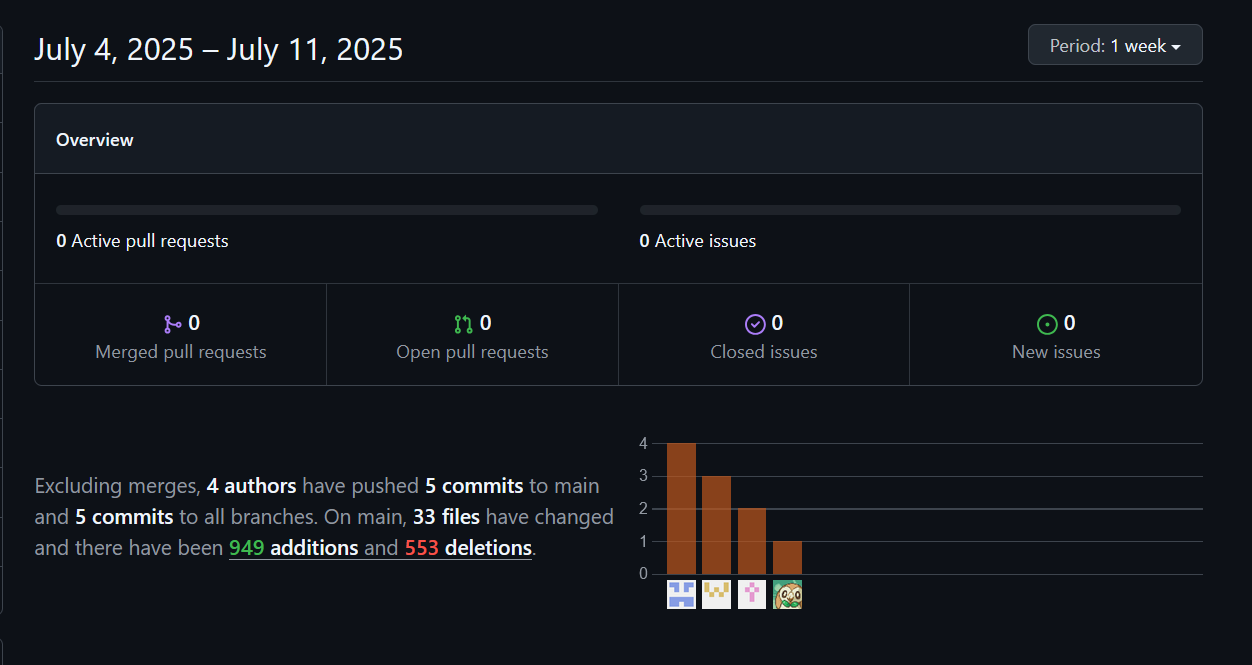 July 4, 2025 – July 11, 2025
Period: 1 week
Overview
0 Active pull requests
0 Active issues
0
Merged pull requests
0
Open pull requests
0
Closed issues
0
New issues
Excluding merges, 4 authors have pushed 5 commits to main
and 5 commits to all branches. On main, 33 files have changed
and there have been 949 additions and 553 deletions.
4
3
2
1
0